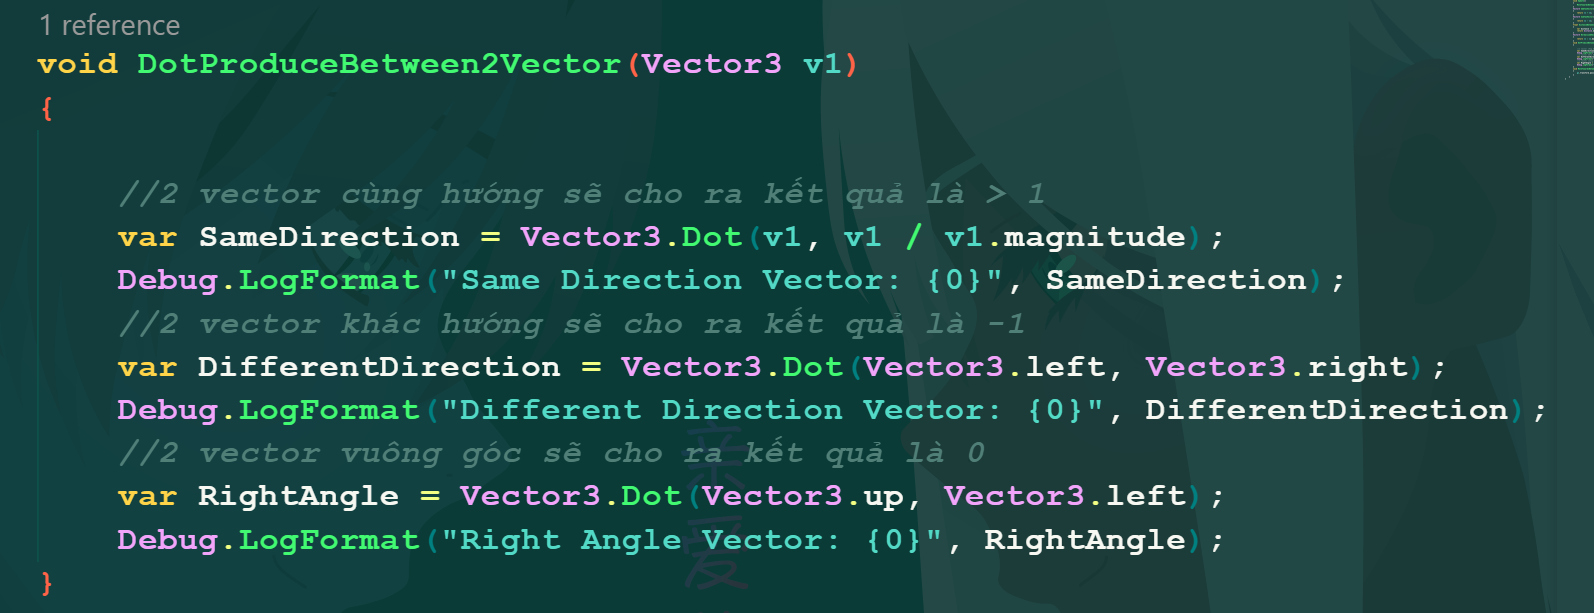 1 reference
void DotProduceBetween2Vector(Vector3 v1)
{
//2 vector cùng hướng sẽ cho ra kết quả là > 1
var SameDirection = Vector3.Dot(v1, v1 / v1.magnitude);
Debug.LogFormat("Same Direction Vector: {0}", SameDirection);
//2 vector khác hướng sẽ cho ra kết quả là -1
var DifferentDirection = Vector3.Dot(Vector3.left, Vector3.right);
Debug.LogFormat("Different Direction Vector: {0}", DifferentDirection);
//2 vector vuông góc sẽ cho ra kết quả là 0
var RightAngle = Vector3.Dot(Vector3.up, Vector3.left);
Debug.LogFormat("Right Angle Vector: {0}", RightAngle);
}
亲
爱